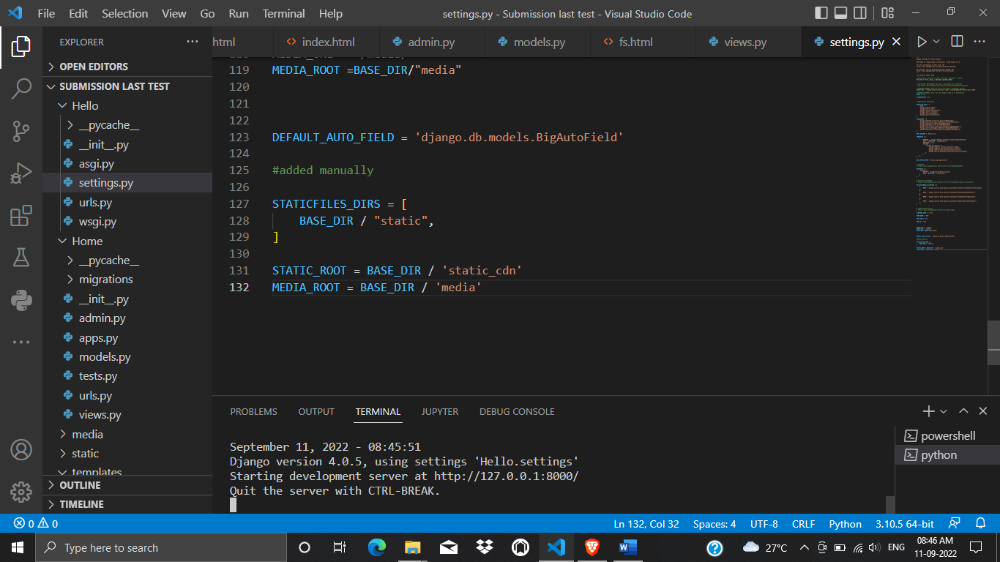 File Edit Selection View Go Run Terminal Help
settings.py - Submission last test - Visual Studio Code
EXPLORER
html
index.html
admin.py
models.py
fs.html
views.py
settings.py
OPEN EDITORS
SUBMISSION LAST TEST
Hello
__pycache__
__init__.py
asgi.py
settings.py
urls.py
wsgi.py
Home
__pycache__
migrations
__init__.py
admin.py
apps.py
models.py
tests.py
urls.py
views.py
media
static
templates
OUTLINE
TIMELINE
119 MEDIA_ROOT =BASE_DIR/"media"
120
121
122
123 DEFAULT_AUTO_FIELD = 'django.db.models.BigAutoField'
124
125 #added manually
126
127 STATICFILES_DIRS = [
128 BASE_DIR / "static",
129 ]
130
131 STATIC_ROOT = BASE_DIR / 'static_cdn'
132 MEDIA_ROOT = BASE_DIR / 'media'
PROBLEMS OUTPUT TERMINAL JUPYTER DEBUG CONSOLE
September 11, 2022 - 08:45:51
Django version 4.0.5, using settings 'Hello.settings'
Starting development server at http://127.0.0.1:8000/
Quit the server with CTRL-BREAK.
powershell
python
0 0
Ln 132, Col 32 Spaces: 4 UTF-8 CRLF Python 3.10.5 64-bit
Type here to search
27°C
ENG
08:46 AM
11-09-2022